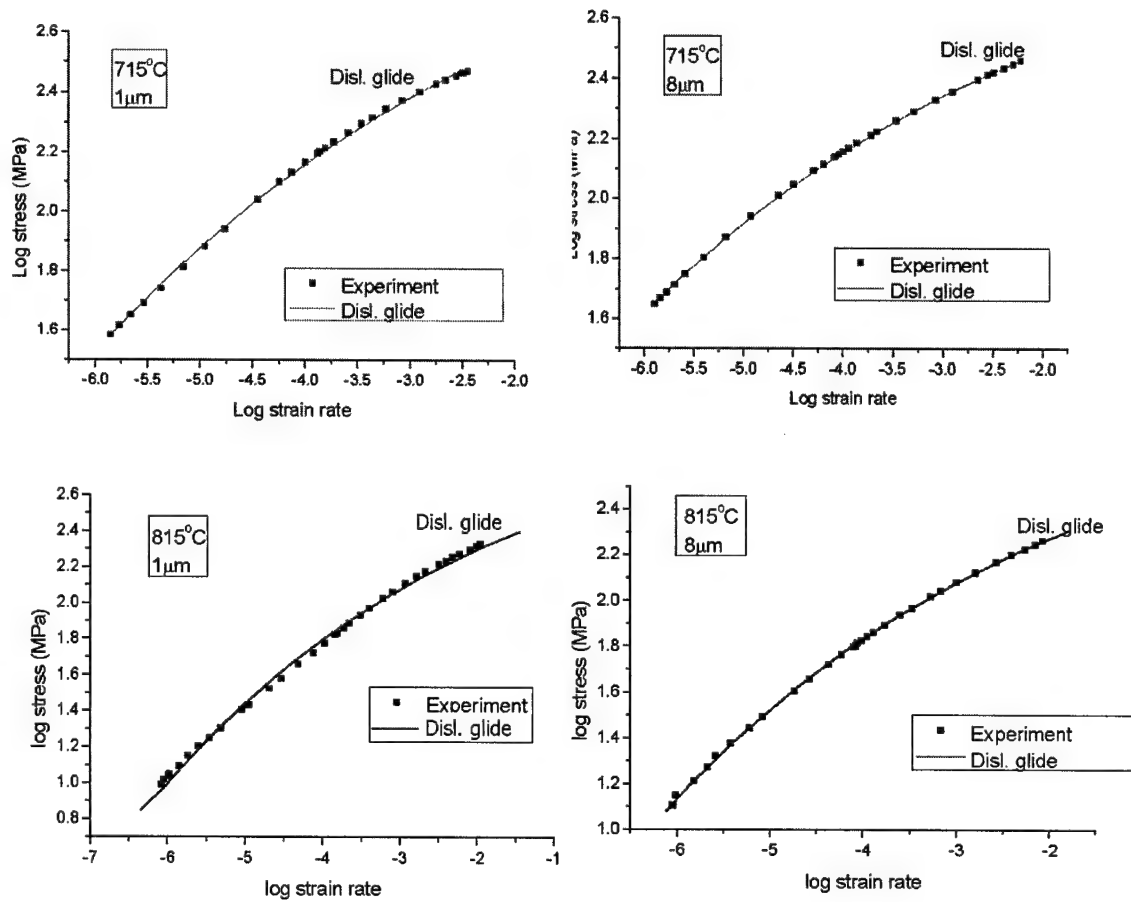 2.6
2.4
2.2
2.0
1.8
1.6
Log stress (MPa)
715°C
1μm
Disl. glide
Experiment
Disl. glide
-6.0 -5.5 -5.0 -4.5 -4.0 -3.5 -3.0 -2.5 -2.0
Log strain rate
2.6
2.4
2.2
2.0
1.8
1.6
Log stress (MPa)
715°C
8μm
Disl. glide
Experiment
Disl. glide
-6.0 -5.5 -5.0 -4.5 -4.0 -3.5 -3.0 -2.5 -2.0
Log strain rate
2.6
2.4
2.2
2.0
1.8
1.6
1.4
1.2
1.0
0.8
log stress (MPa)
815°C
1μm
Disl. glide
Experiment
Disl. glide
-7 -6 -5 -4 -3 -2 -1
log strain rate
2.4
2.2
2.0
1.8
1.6
1.4
1.2
1.0
log stress (MPa)
815°C
8μm
Disl. glide
Experiment
Disl. glide
-6 -5 -4 -3 -2
log strain rate